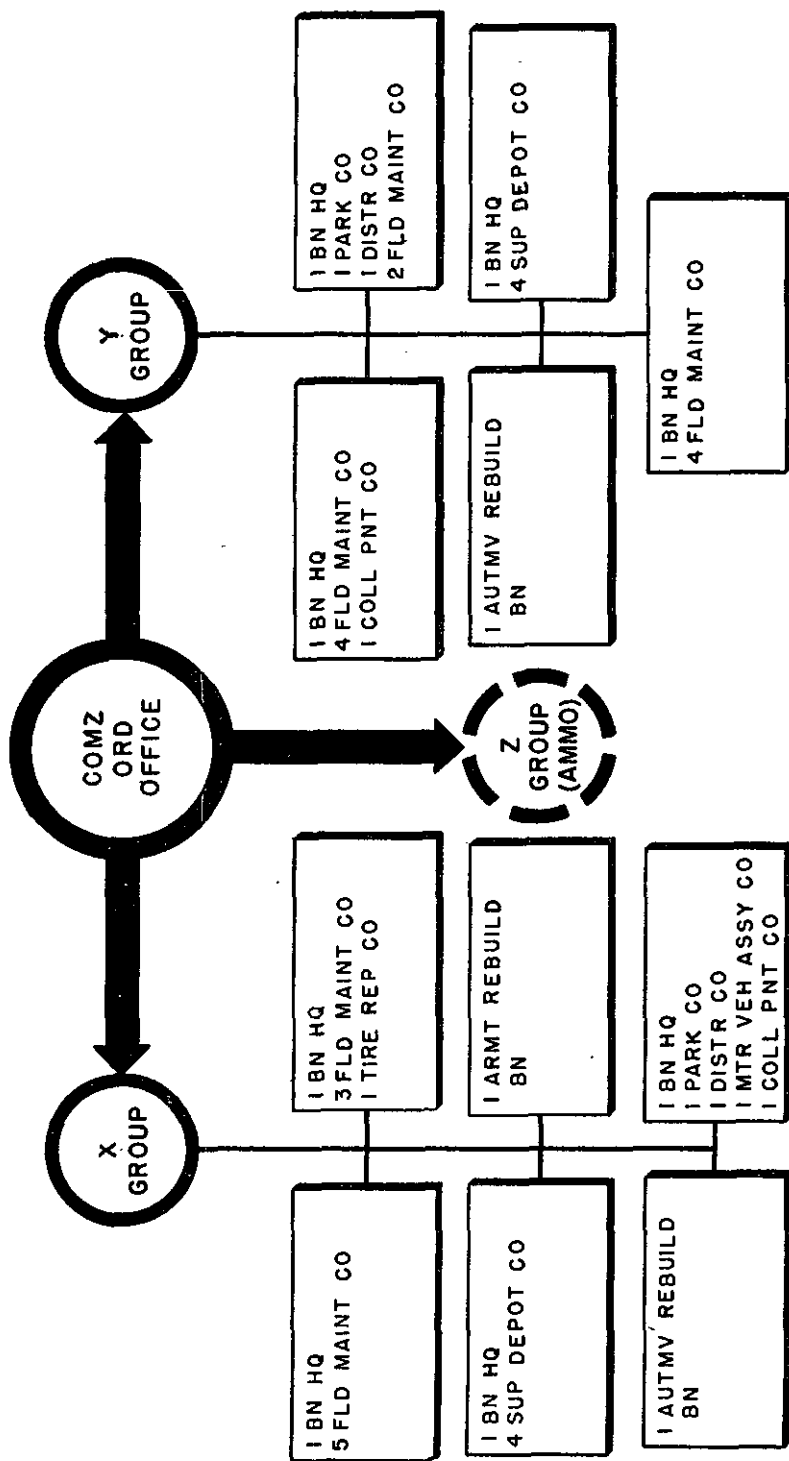 COMZ
ORD
OFFICE
X
GROUP
Y
GROUP
Z
GROUP
(AMMO)
1 BN HQ
5 FLD MAINT CO
1 BN HQ
3 FLD MAINT CO
1 TIRE REP CO
1 BN HQ
4 SUP DEPOT CO
1 ARMT REBUILD
BN
1 AUTMV REBUILD
BN
1 BN HQ
1 PARK CO
1 DISTR CO
1 MTR VEH ASSY CO
1 COLL PNT CO
1 BN HQ
4 FLD MAINT CO
1 COLL PNT CO
1 BN HQ
1 PARK CO
1 DISTR CO
2 FLD MAINT CO
1 AUTMV REBUILD
BN
1 BN HQ
4 SUP DEPOT CO
1 BN HQ
4 FLD MAINT CO